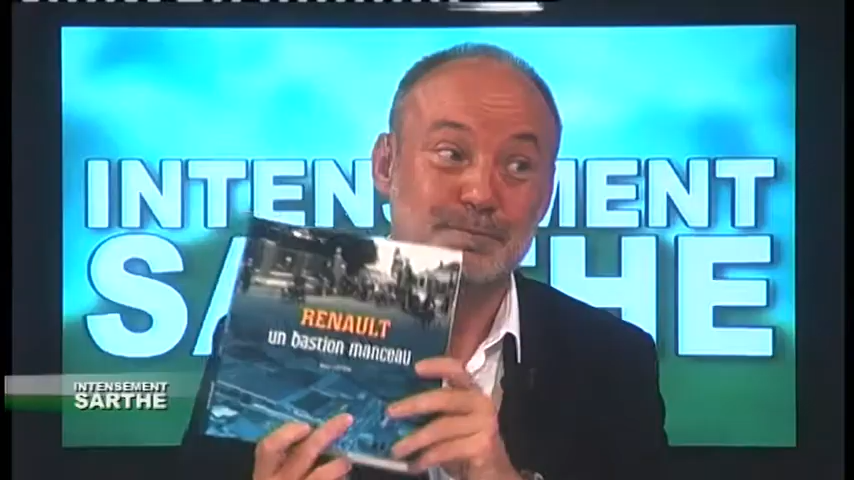 INTENSEMENT
SARTHE
RENAULT
un bastion manceau
INTENSEMENT
SARTHE